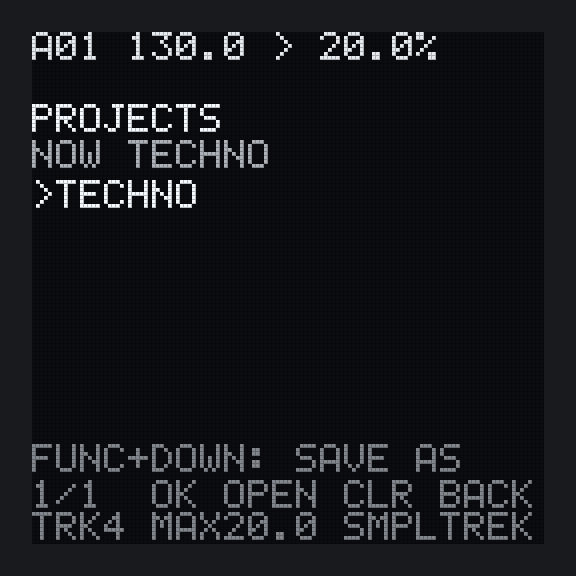 A01 130.0 > 20.0%
PROJECTS
NOW TECHNO
>TECHNO
FUNC+DOWN: SAVE AS
1/1 OK OPEN CLR BACK
TRK4 MAX20.0 SMPLTREK